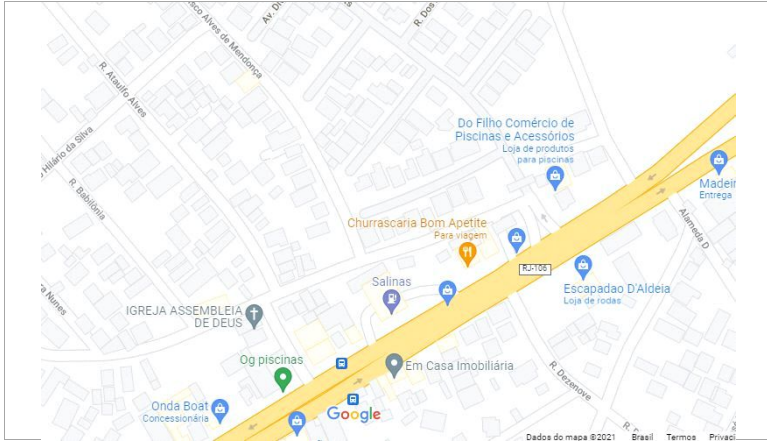 sco Alves de Mendonça
Av. Di
R. Dos
R. Ataulfo Alves
Hilário da Silva
R. Babilônia
Do Filho Comércio de
Piscinas e Acessórios
Loja de produtos
para piscinas
Madeir
Entrega
Churrascaria Bom Apetite
Para viagem
Alameda D
RJ-106
Salinas
Escapadao D'Aldeia
Loja de rodas
ra Nunes
IGREJA ASSEMBLEIA
DE DEUS
Og piscinas
Em Casa Imobiliária
R. Dezenove
Onda Boat
Concessionária
Google
Dados do mapa ©2021 Brasil Termos Privaci